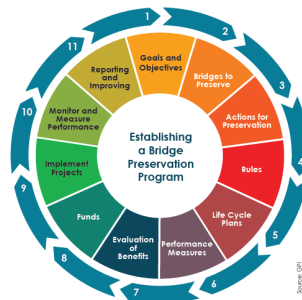 1
Goals and
Objectives
2
Bridges to
Preserve
3
Actions for
Preservation
4
Rules
5
Life Cycle
Plans
6
Performance
Measures
7
Evaluation
of Benefits
8
Funds
9
Implement
Projects
10
Monitor and
Measure
Performance
11
Reporting
and
Improving
Establishing
a Bridge
Preservation
Program
Source: GPI